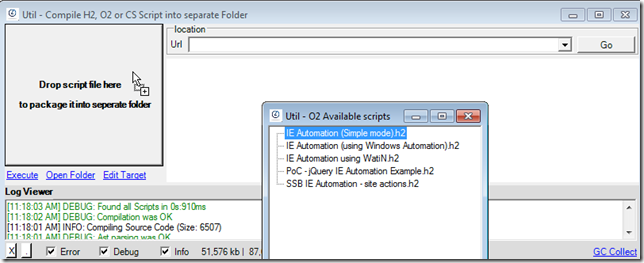 Util - Compile H2, O2 or CS Script into separate Folder
location
Url
Go
Drop script file here
to package it into seperate folder
Util - O2 Available scripts
IE Automation (Simple mode).h2
IE Automation (using Windows Automation).h2
IE Automation using WatiN.h2
PoC - jQuery IE Automation Example.h2
SSB IE Automation - site actions.h2
Execute Open Folder Edit Target
Log Viewer
[11:18:03 AM] DEBUG: Found all Scripts in 0s:910ms
[11:18:02 AM] DEBUG: Compilation was OK
[11:18:01 AM] INFO: Compiling Source Code (Size: 6507)
[11:18:01 AM] DEBUG: Ast parsing was OK
X . Error Debug Info 51,576 kb | 87,
GC Collect